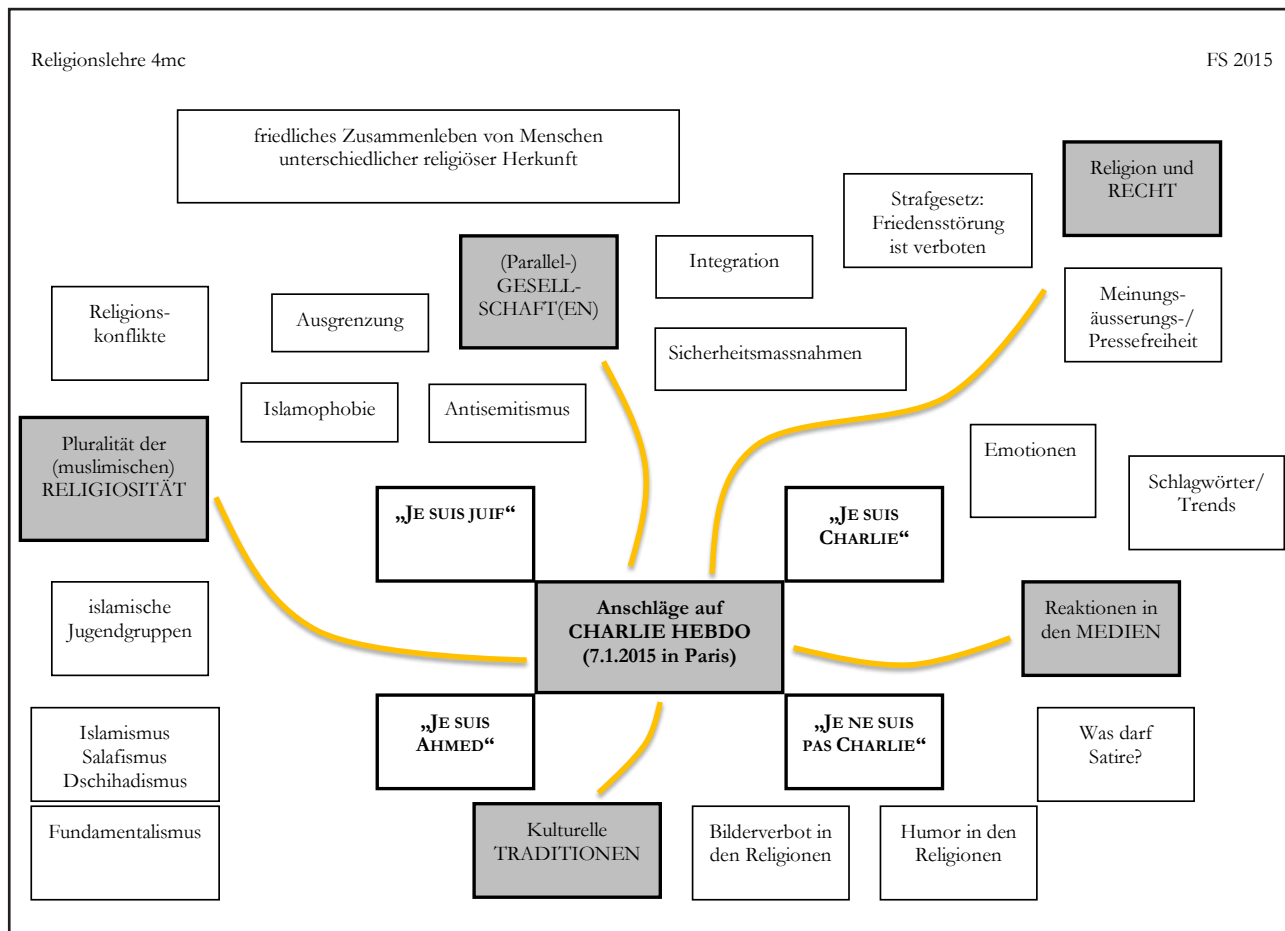 Religionslehre 4mc
FS 2015
friedliches Zusammenleben von Menschen
unterschiedlicher religiöser Herkunft
Religion und
RECHT
Strafgesetz:
Friedensstörung
ist verboten
(Parallel-)
GESELL-
SCHAFT(EN)
Integration
Religions-
konflikte
Ausgrenzung
Meinungs-
äusserungs-/
Pressefreiheit
Sicherheitsmassnahmen
Islamophobie
Antisemitismus
Pluralität der
(muslimischen)
RELIGIOSITÄT
Emotionen
Schlagwörter/
Trends
„JE SUIS JUIF“
„JE SUIS
CHARLIE“
islamische
Jugendgruppen
Anschläge auf
CHARLIE HEBDO
(7.1.2015 in Paris)
Reaktionen in
den MEDIEN
„JE SUIS
AHMED“
„JE NE SUIS
PAS CHARLIE“
Islamismus
Salafismus
Dschihadismus
Was darf
Satire?
Fundamentalismus
Kulturelle
TRADITIONEN
Bilderverbot in
den Religionen
Humor in den
Religionen